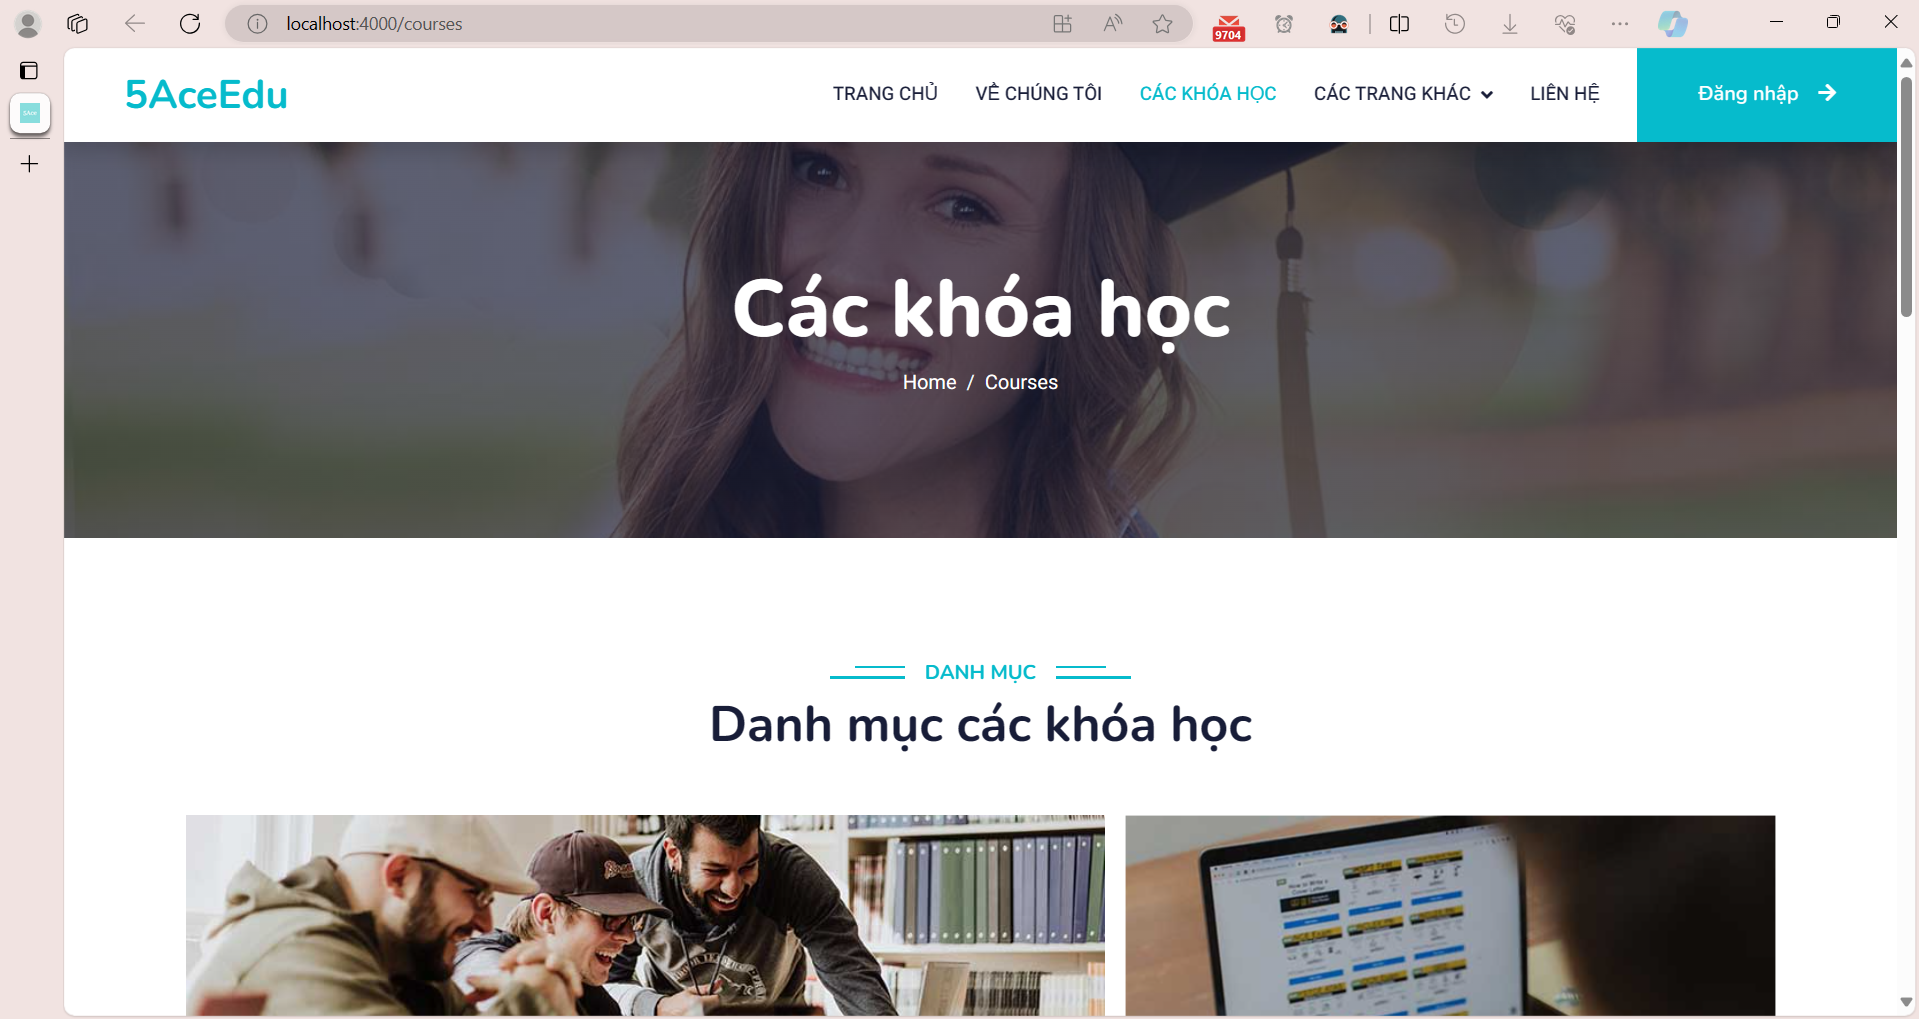 localhost:4000/courses
9704
5AceEdu
TRANG CHỦ
VỀ CHÚNG TÔI
CÁC KHÓA HỌC
CÁC TRANG KHÁC
LIÊN HỆ
Đăng nhập
Các khóa học
Home / Courses
DANH MỤC
Danh mục các khóa học